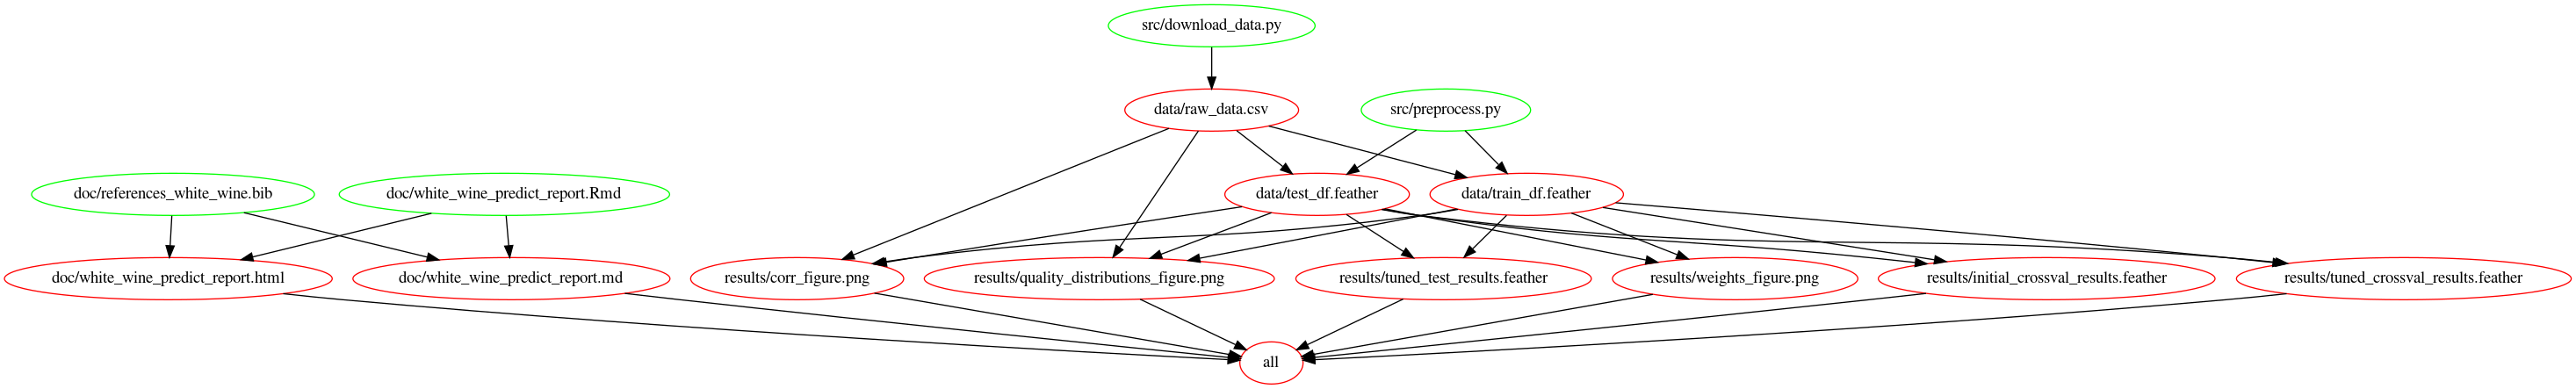 src/download_data.py
data/raw_data.csv
src/preprocess.py
doc/references_white_wine.bib
doc/white_wine_predict_report.Rmd
data/test_df.feather
data/train_df.feather
doc/white_wine_predict_report.html
doc/white_wine_predict_report.md
results/corr_figure.png
results/quality_distributions_figure.png
results/tuned_test_results.feather
results/weights_figure.png
results/initial_crossval_results.feather
results/tuned_crossval_results.feather
all